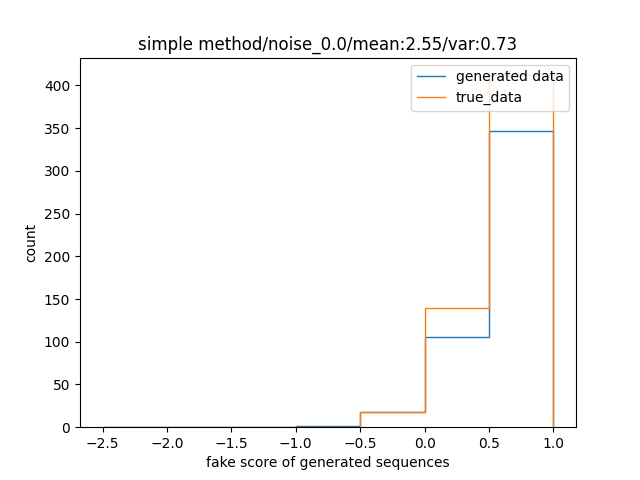 simple method/noise_0.0/mean:2.55/var:0.73
generated data
true_data
400
350
300
250
200
150
100
50
0
count
−2.5 −2.0 −1.5 −1.0 −0.5 0.0 0.5 1.0
fake score of generated sequences